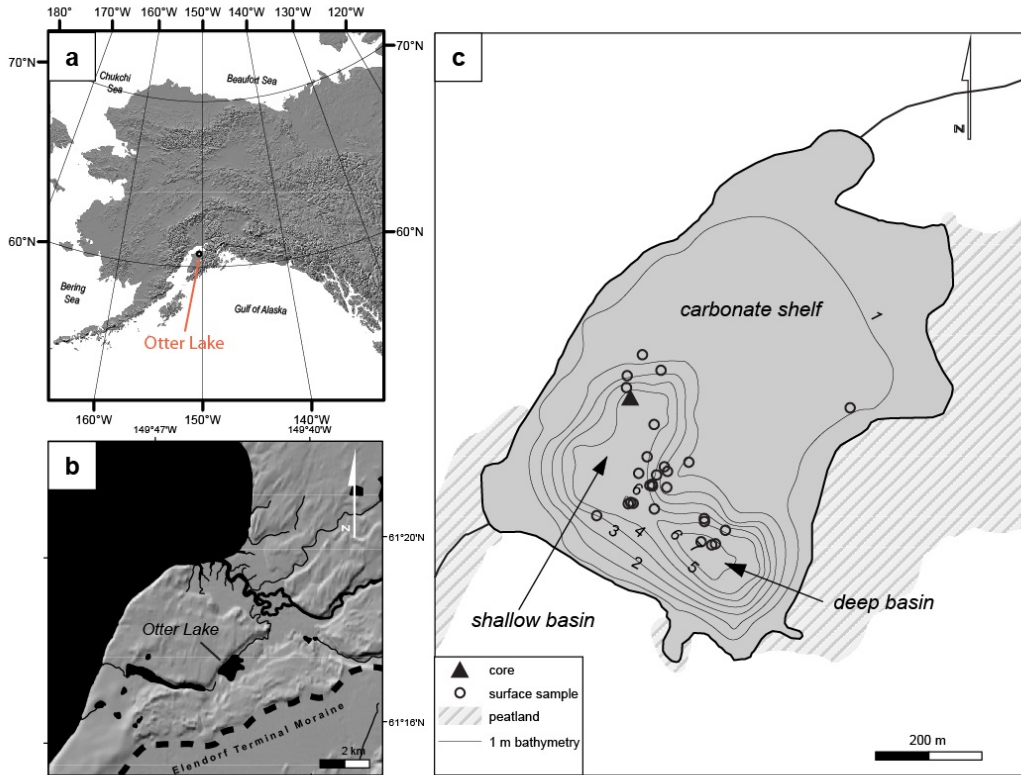 180°
160°W
150°W
140°W
130°W
120°W
a
70°N
70°N
Chukchi
Sea
Beaufort Sea
60°N
60°N
Bering
Sea
Gulf of Alaska
Otter Lake
160°W
150°W
140°W
149°47'W
149°40'W
b
N
61°20'N
Otter Lake
61°16'N
Elendorf Terminal Moraine
2 km
c
N
carbonate shelf
1
6
6
3
4
6
7
2
5
shallow basin
deep basin
core
surface sample
peatland
1 m bathymetry
200 m